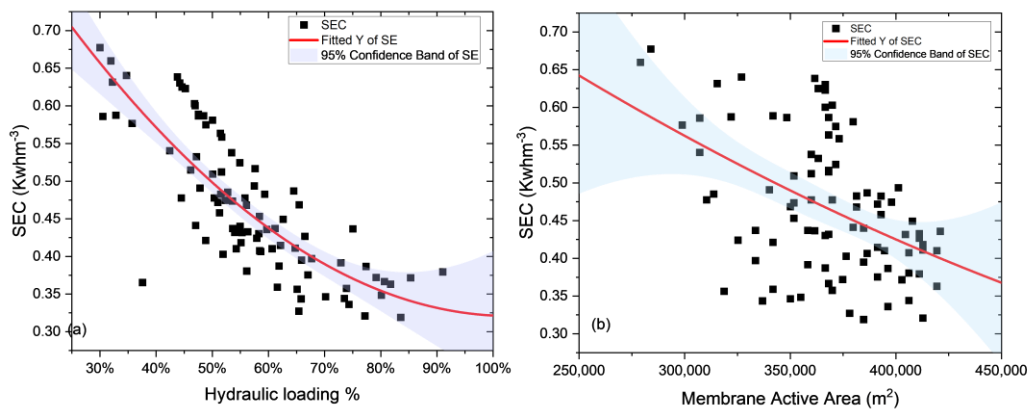 SEC
Fitted Y of SE
95% Confidence Band of SE
0.70
0.65
0.60
0.55
0.50
0.45
0.40
0.35
0.30
SEC (Kwhm-3)
(a)
30% 40% 50% 60% 70% 80% 90% 100%
Hydraulic loading %
SEC
Fitted Y of SEC
95% Confidence Band of SEC
0.70
0.65
0.60
0.55
0.50
0.45
0.40
0.35
0.30
SEC (Kwhm-3)
(b)
250,000 300,000 350,000 400,000 450,000
Membrane Active Area (m2)